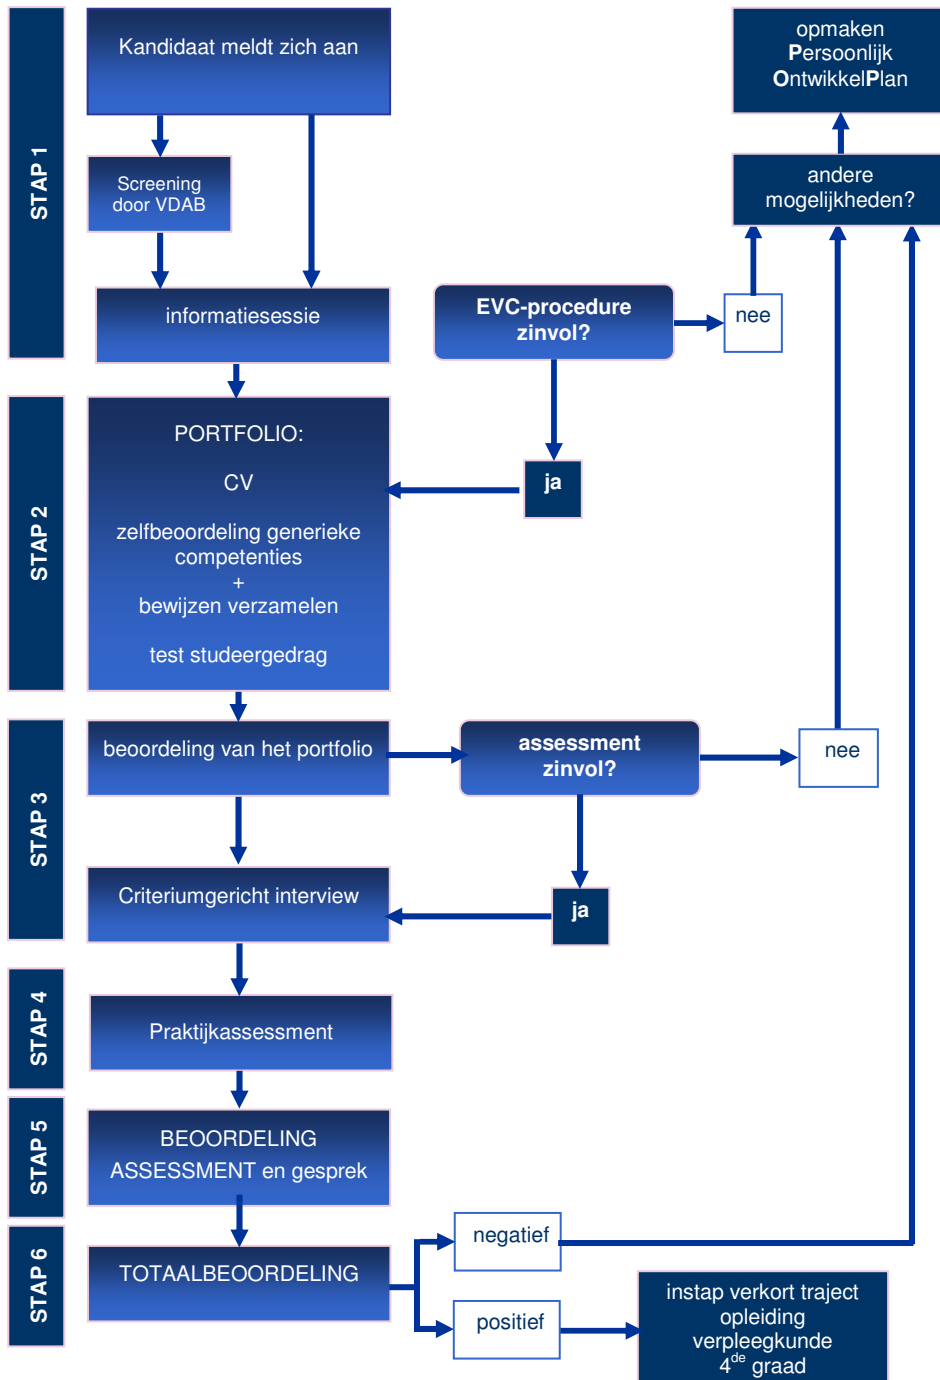 STAP 1
Kandidaat meldt zich aan
Screening
door VDAB
informatiesessie
EVC-procedure
zinvol?
nee
andere
mogelijkheden?
opmaken
Persoonlijk
OntwikkelPlan
STAP 2
PORTFOLIO:
CV
zelfbeoordeling generieke
competenties
+
bewijzen verzamelen
test studeergedrag
ja
STAP 3
beoordeling van het portfolio
assessment
zinvol?
nee
Criteriumgericht interview
ja
STAP 4
Praktijkassessment
STAP 5
BEOORDELING
ASSESSMENT en gesprek
STAP 6
TOTAALBEOORDELING
negatief
positief
instap verkort traject
opleiding
verpleegkunde
4de graad